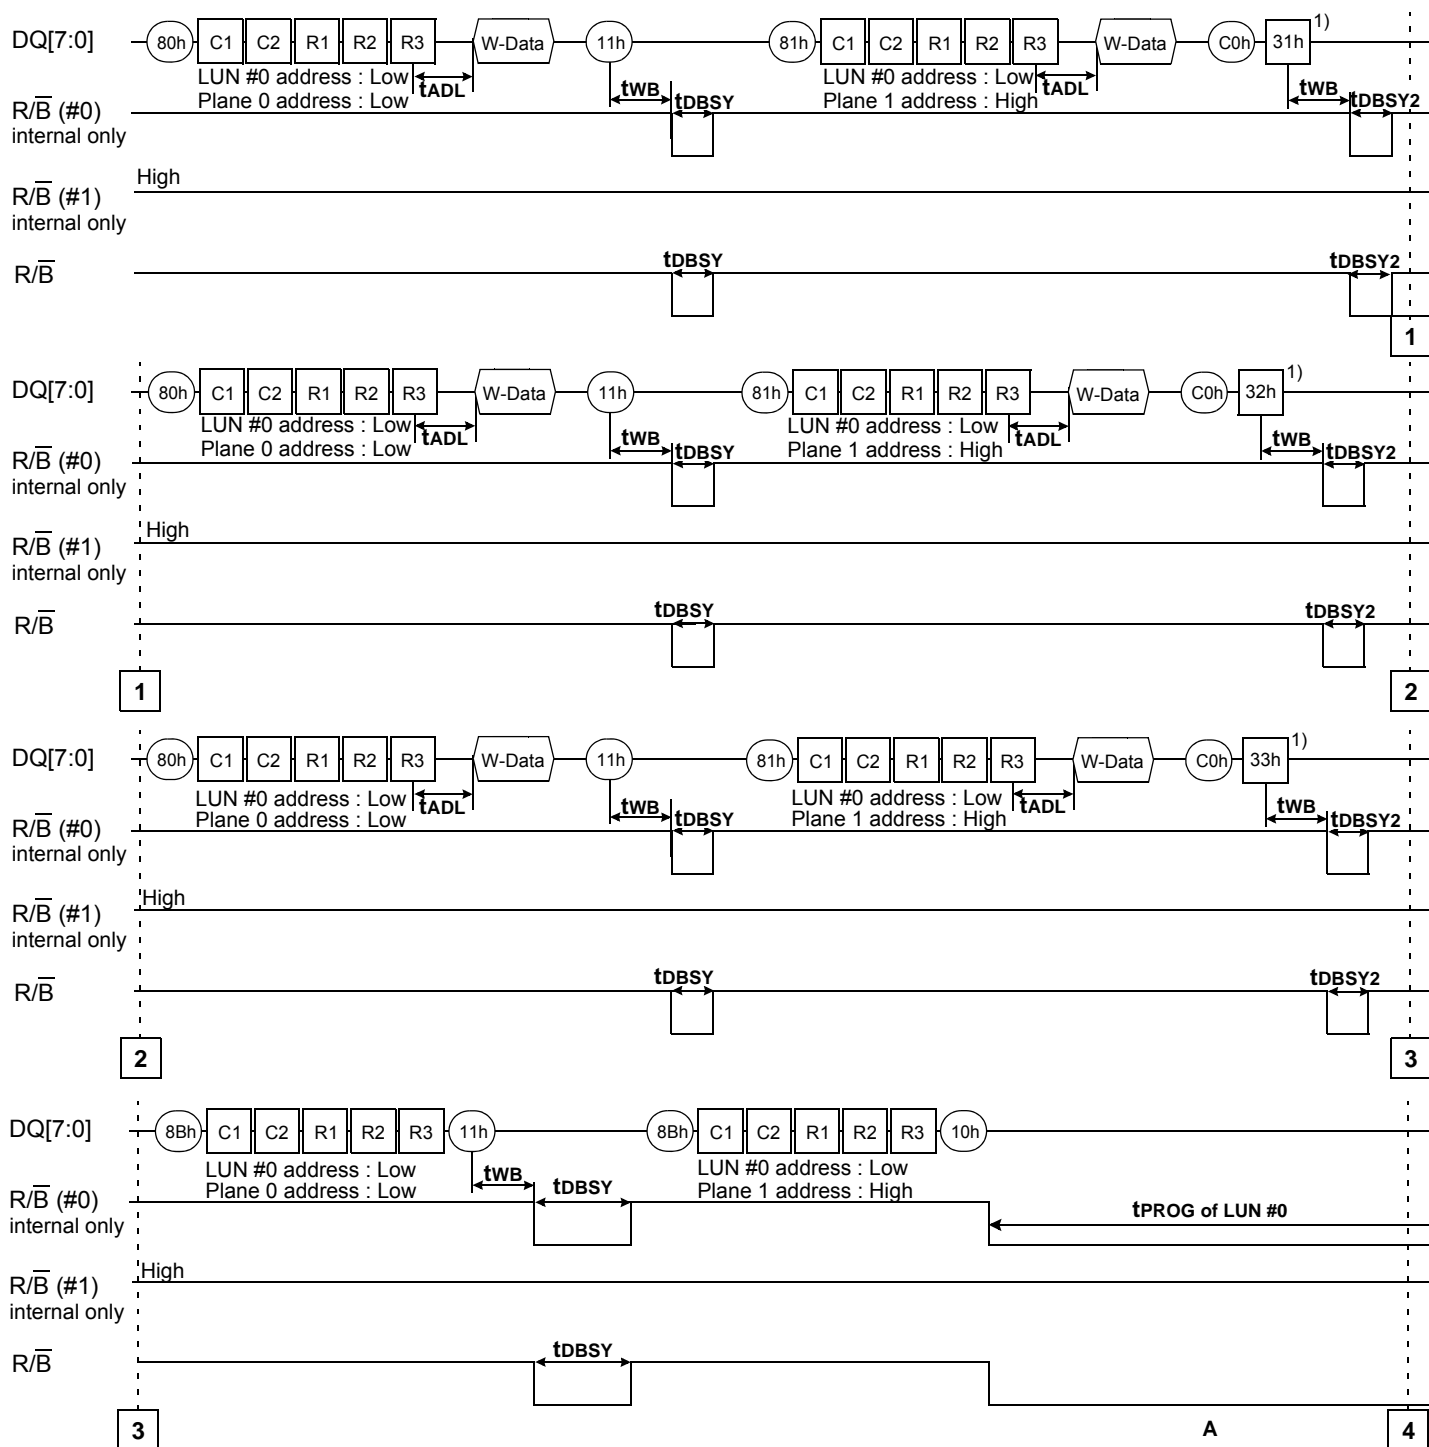 DQ[7:0] 80h C1 C2 R1 R2 R3 W-Data 11h 81h C1 C2 R1 R2 R3 W-Data C0h 31h 1)
LUN #0 address : Low tADL LUN #0 address : Low tADL
Plane 0 address : Low Plane 1 address : High
tWB tDBSY tWB tDBSY2
R/B̅ (#0)
internal only
High
R/B̅ (#1)
internal only
tDBSY tDBSY2
R/B̅
1
DQ[7:0] 80h C1 C2 R1 R2 R3 W-Data 11h 81h C1 C2 R1 R2 R3 W-Data C0h 32h 1)
LUN #0 address : Low tADL LUN #0 address : Low tADL
Plane 0 address : Low Plane 1 address : High
tWB tDBSY tWB tDBSY2
R/B̅ (#0)
internal only
High
R/B̅ (#1)
internal only
tDBSY tDBSY2
R/B̅
1 2
DQ[7:0] 80h C1 C2 R1 R2 R3 W-Data 11h 81h C1 C2 R1 R2 R3 W-Data C0h 33h 1)
LUN #0 address : Low tADL LUN #0 address : Low tADL
Plane 0 address : Low Plane 1 address : High
tWB tDBSY tWB tDBSY2
R/B̅ (#0)
internal only
High
R/B̅ (#1)
internal only
tDBSY tDBSY2
R/B̅
2 3
DQ[7:0] 8Bh C1 C2 R1 R2 R3 11h 8Bh C1 C2 R1 R2 R3 10h
LUN #0 address : Low LUN #0 address : Low
Plane 0 address : Low Plane 1 address : High
tWB tDBSY tPROG of LUN #0
R/B̅ (#0)
internal only
High
R/B̅ (#1)
internal only
tDBSY
R/B̅
3 A 4